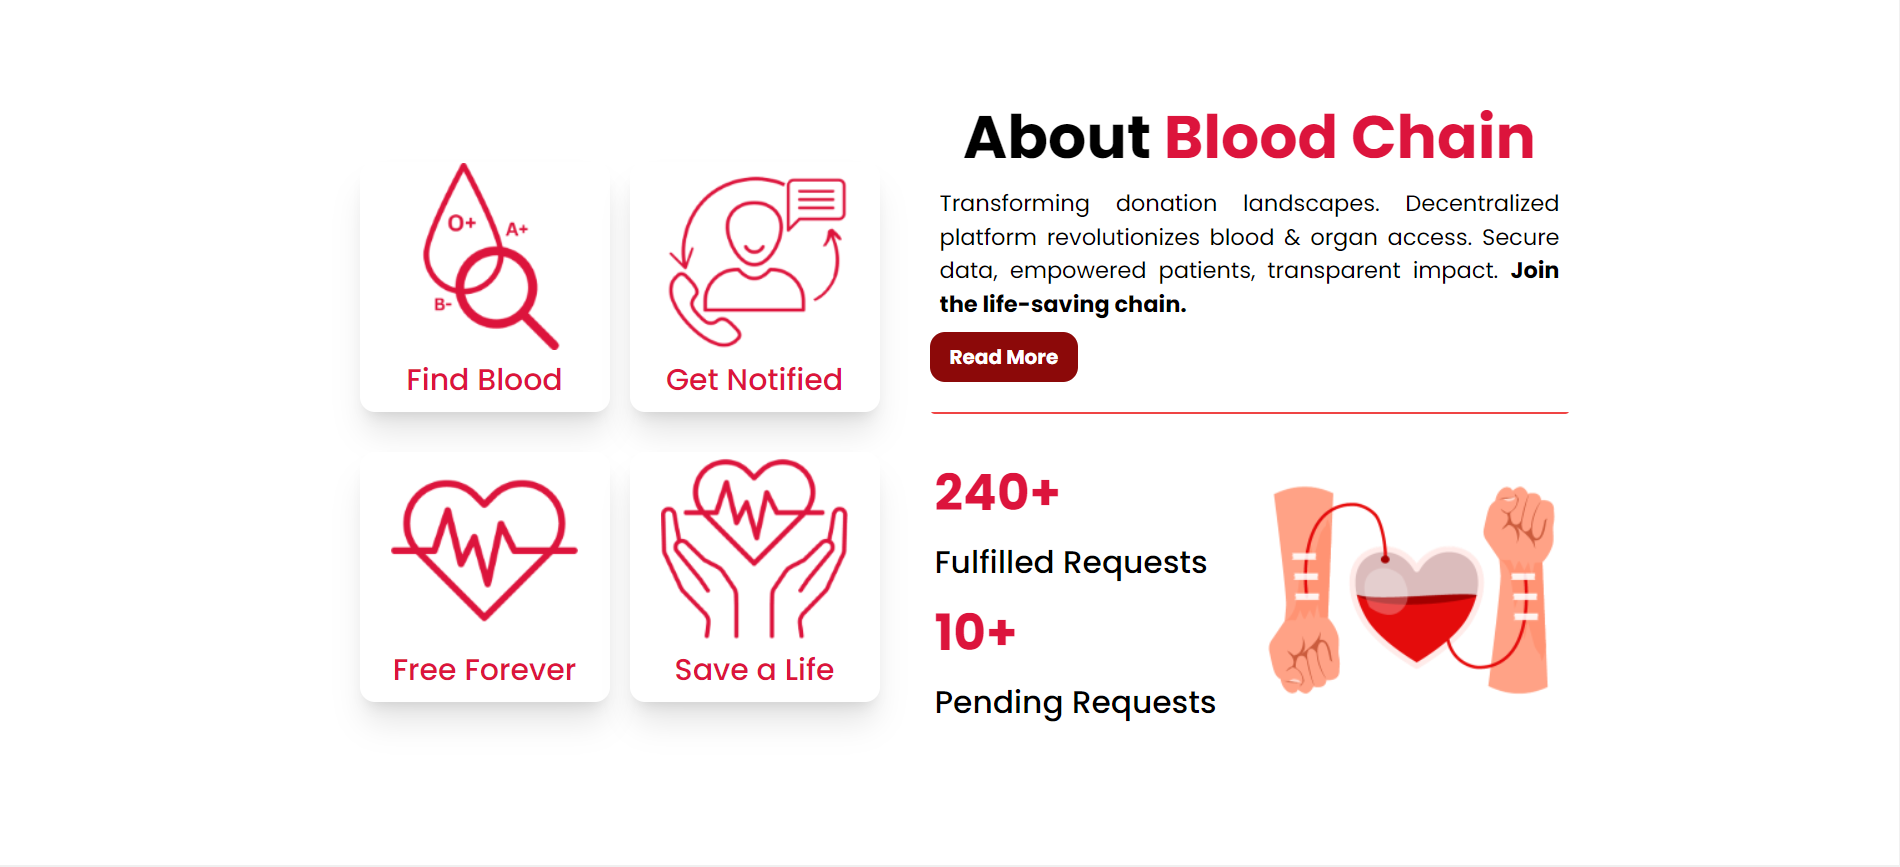 O+
A+
B-
Find Blood
Get Notified
Free Forever
Save a Life
About Blood Chain
Transforming donation landscapes. Decentralized
platform revolutionizes blood & organ access. Secure
data, empowered patients, transparent impact. Join
the life-saving chain.
Read More
240+
Fulfilled Requests
10+
Pending Requests